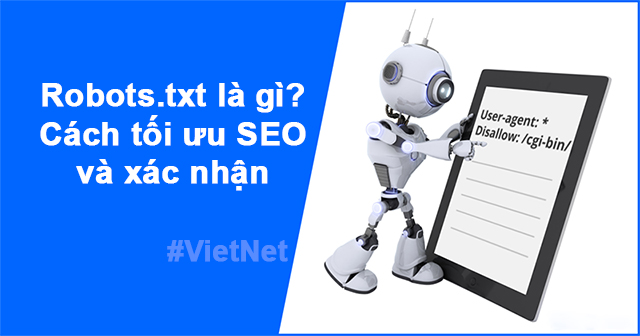 Robots.txt là gì?
Cách tối ưu SEO
và xác nhận
#VietNet
User-agent: *
Disallow: /cgi-bin/